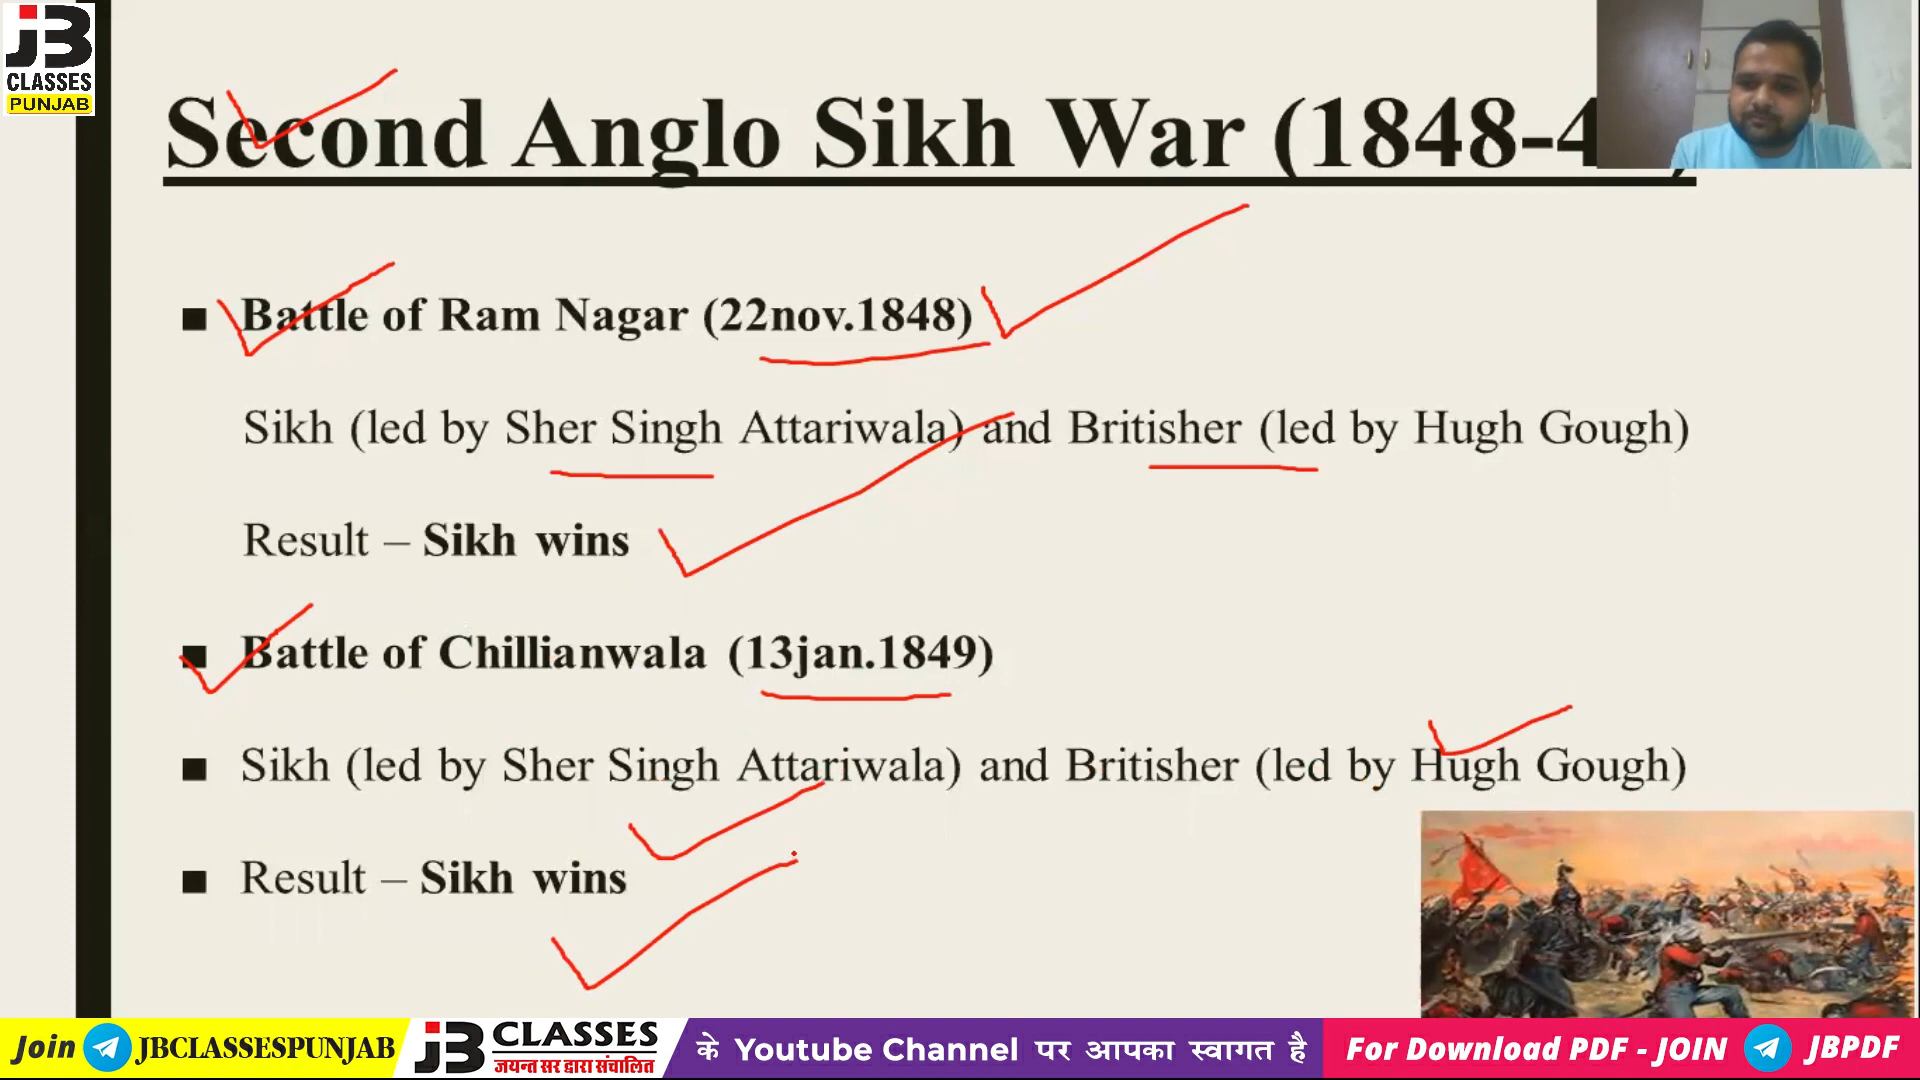 JB
CLASSES
PUNJAB
Second Anglo Sikh War (1848-4
■ Battle of Ram Nagar (22nov.1848)
Sikh (led by Sher Singh Attariwala) and Britisher (led by Hugh Gough)
Result – Sikh wins
■ Battle of Chillianwala (13jan.1849)
■ Sikh (led by Sher Singh Attariwala) and Britisher (led by Hugh Gough)
■ Result – Sikh wins
Join JBCLASSESPUNJAB
JB CLASSES
जयन्त सर द्वारा संचालित
के Youtube Channel पर आपका स्वागत है
For Download PDF - JOIN JBPDF